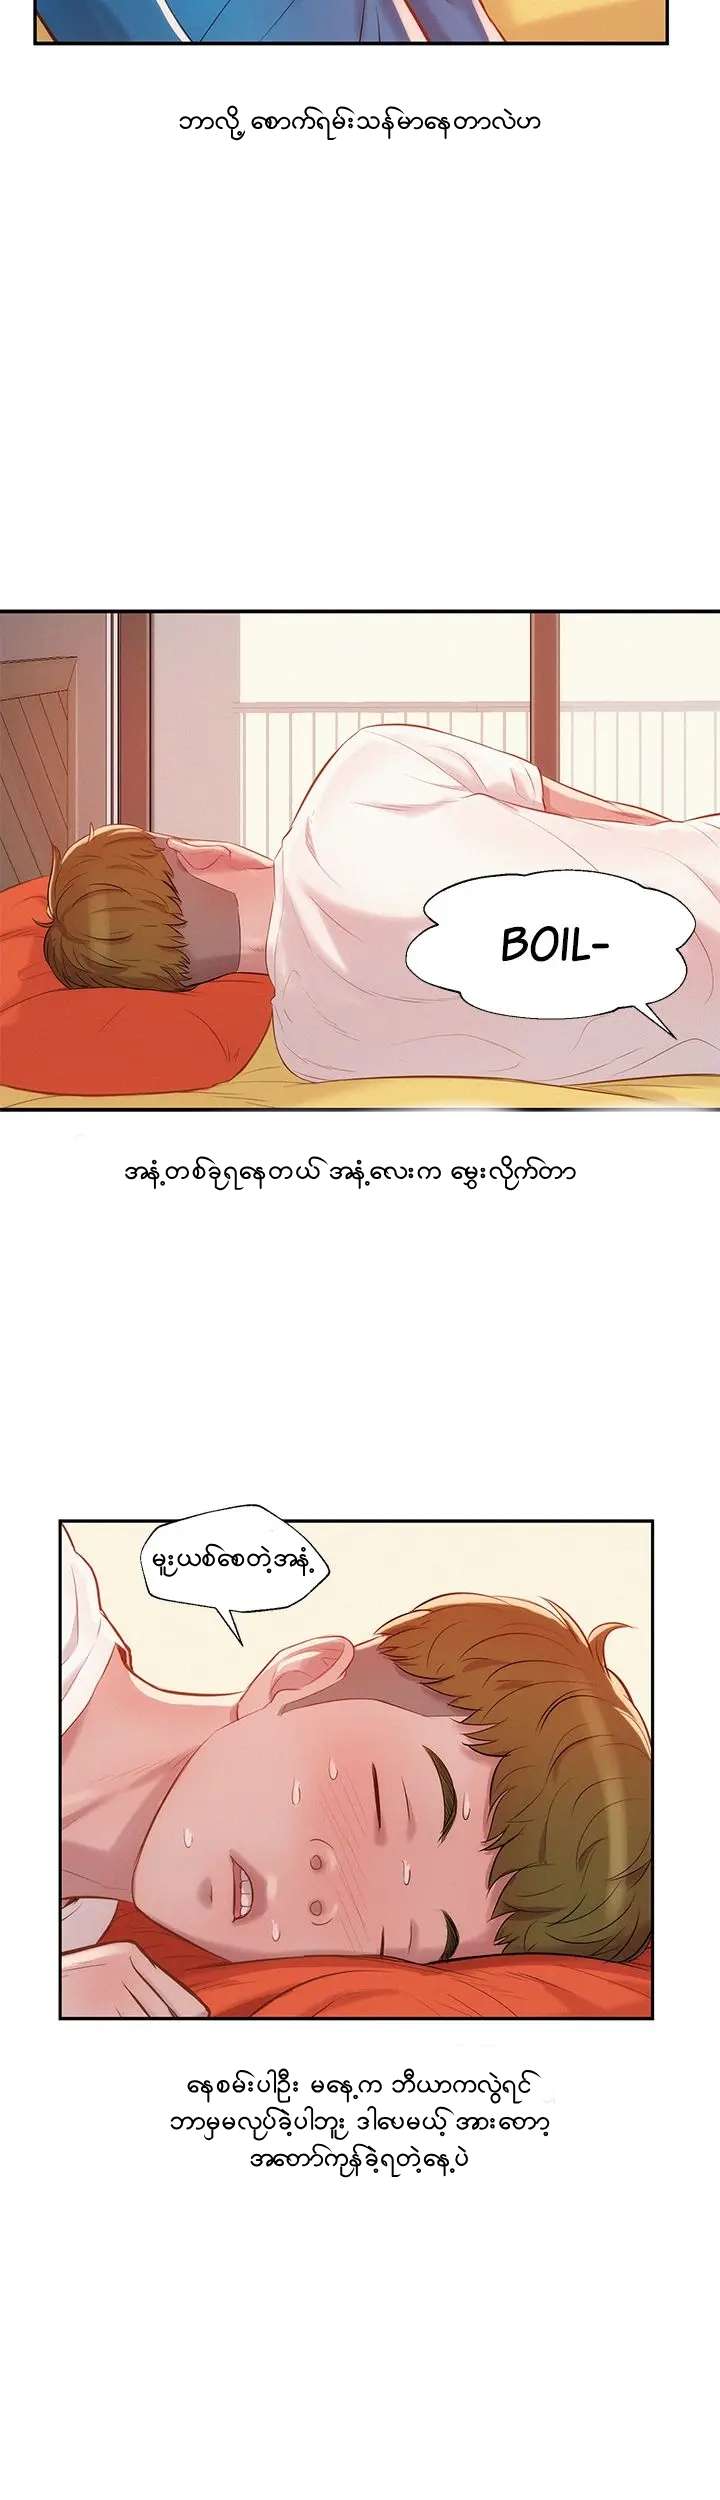 ဘာလို့ စောက်ရမ်းသန်မာနေတာလဲဟ
BOIL-
အနံ့တစ်ခုရနေတယ် အနံ့လေးက မွှေးလိုက်တာ
မူးယစ်စေတဲ့အနံ့
နေစမ်းပါဦး မနေ့က ဘီယာကလွဲရင်
ဘာမှမလုပ်ခဲ့ပါဘူး ဒါပေမယ့် အားတော့
အတော်ကုန်ခဲ့ရတဲ့နေ့ပဲ